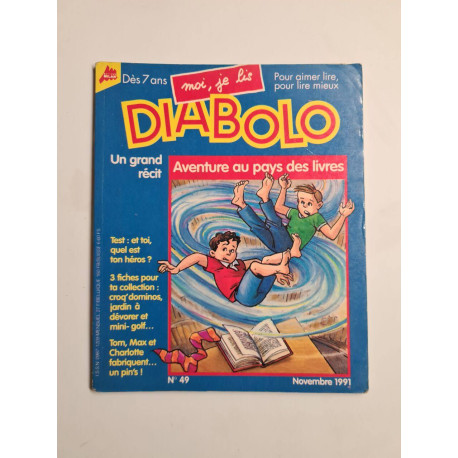 MILAN
Dès 7 ans
moi, je lis
Pour aimer lire,
pour lire mieux
DIABOLO
Un grand
récit
Aventure au pays des livres
Test : et toi,
quel est
ton héros ?
3 fiches pour
ta collection :
croq'dominos,
jardin à
dévorer et
mini-golf...
Tom, Max et
Charlotte
fabriquent...
un pin's !
N° 49
Novembre 1991